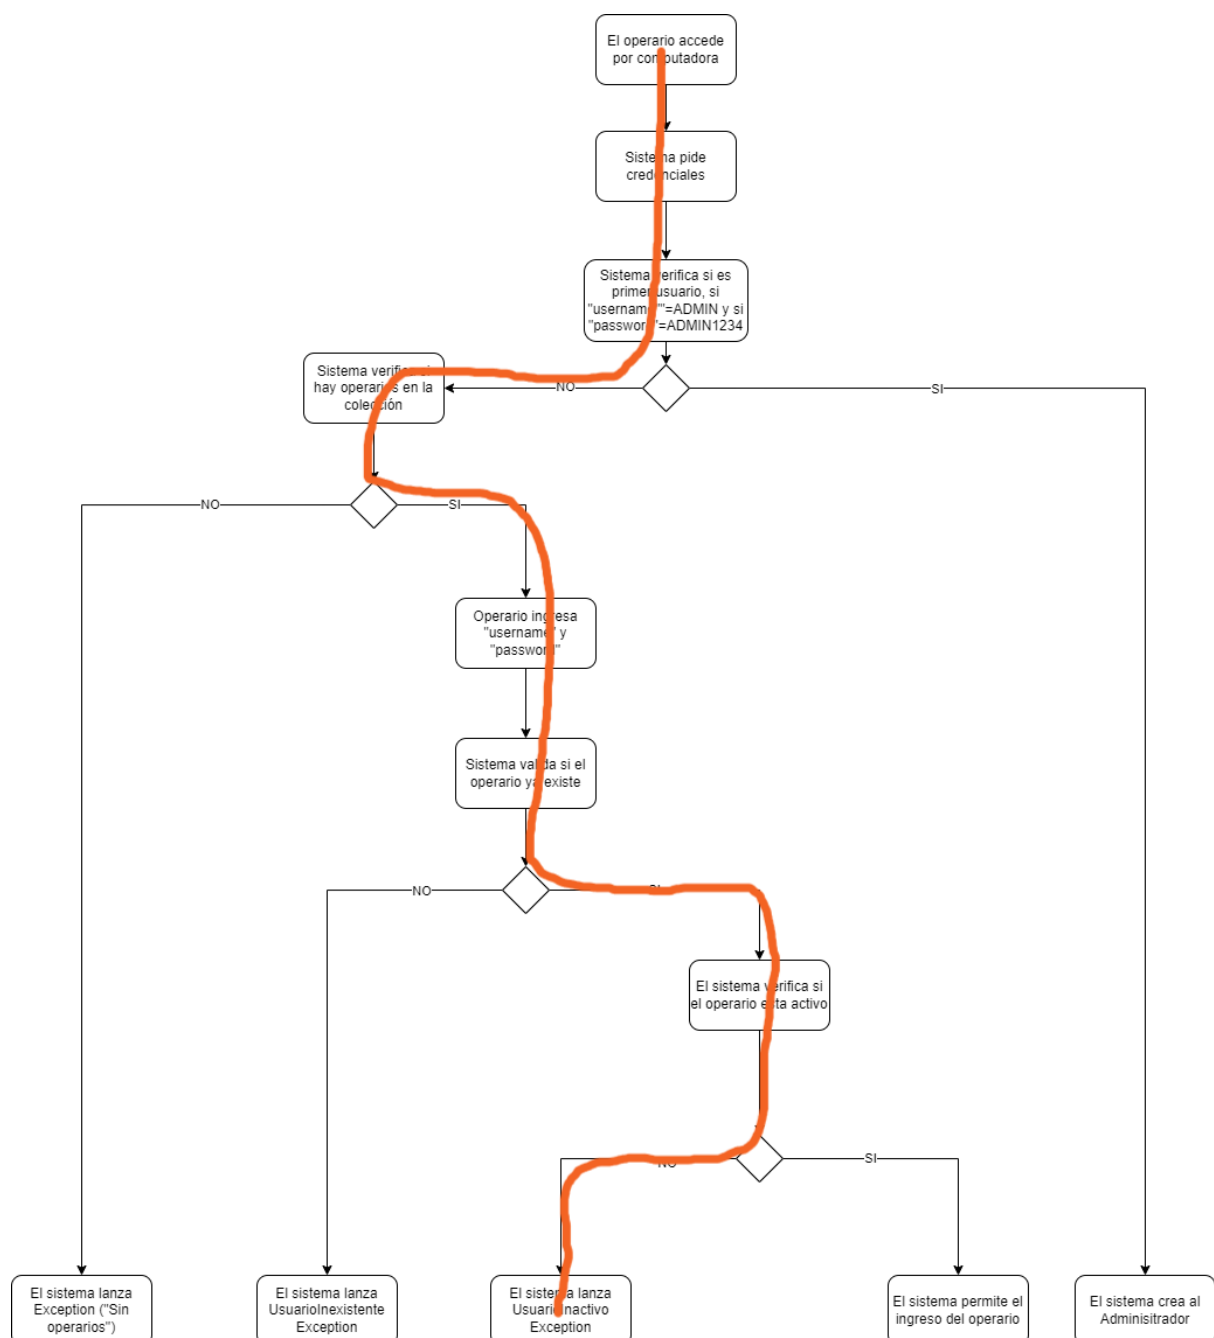 El operario accede
por computadora
Sistema pide
credenciales
Sistema verifica si es
primer usuario, si
"username""=ADMIN y si
"password"=ADMIN1234
NO
SI
Sistema verifica si
hay operarios en la
colección
NO
SI
Operario ingresa
"username" y
"password"
Sistema valida si el
operario ya existe
NO
SI
El sistema verifica si
el operario esta activo
NO
SI
El sistema lanza
Exception ("Sin
operarios")
El sistema lanza
UsuarioInexistente
Exception
El sistema lanza
UsuarioInactivo
Exception
El sistema permite el
ingreso del operario
El sistema crea al
Adminisitrador